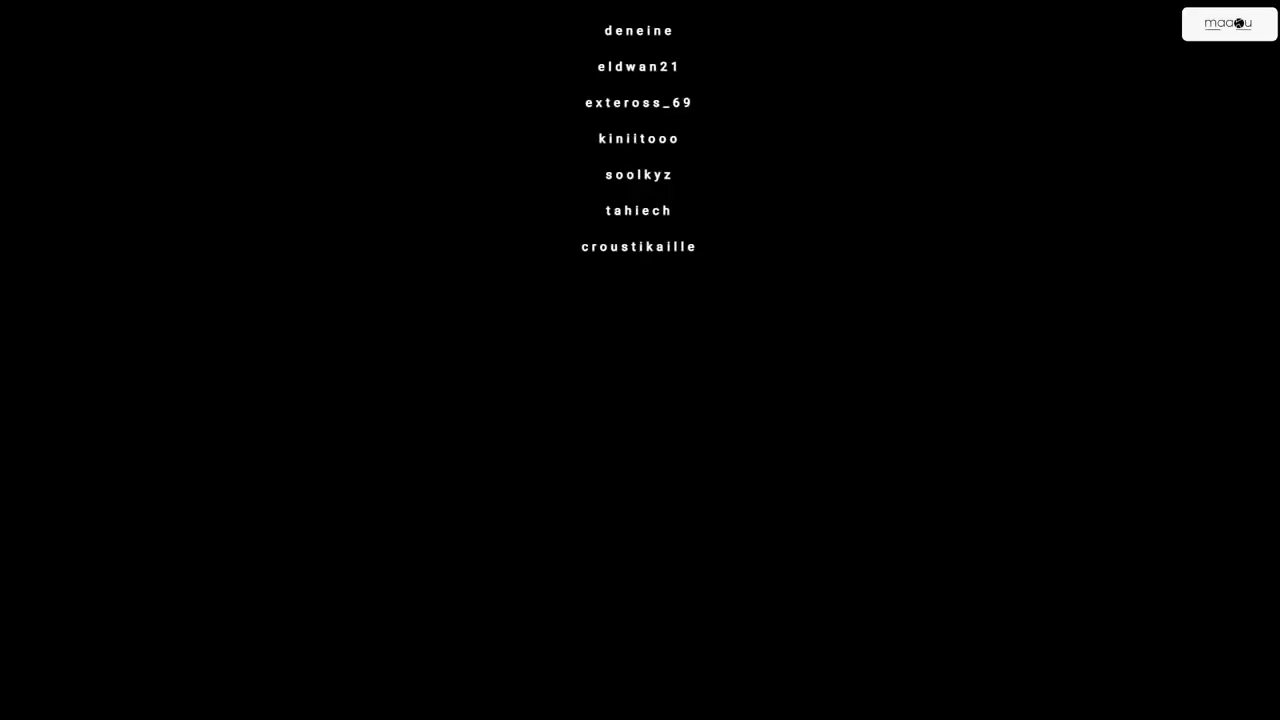 deneine
eldwan21
exteross_69
kiniitooo
soolkyz
tahiech
croustikaille